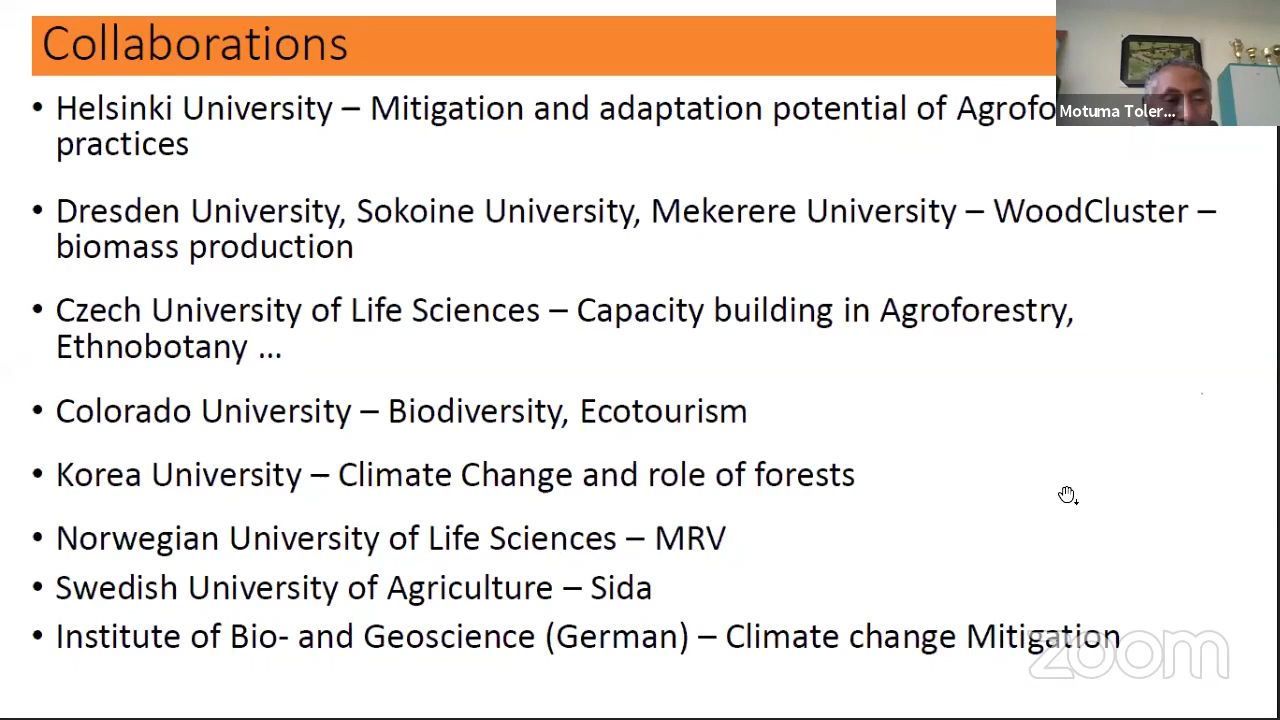 Collaborations
Motuma Toler...
• Helsinki University – Mitigation and adaptation potential of Agrofo
practices
• Dresden University, Sokoine University, Mekerere University – WoodCluster –
biomass production
• Czech University of Life Sciences – Capacity building in Agroforestry,
Ethnobotany ...
• Colorado University – Biodiversity, Ecotourism
• Korea University – Climate Change and role of forests
• Norwegian University of Life Sciences – MRV
• Swedish University of Agriculture – Sida
• Institute of Bio- and Geoscience (German) – Climate change Mitigation
zoom